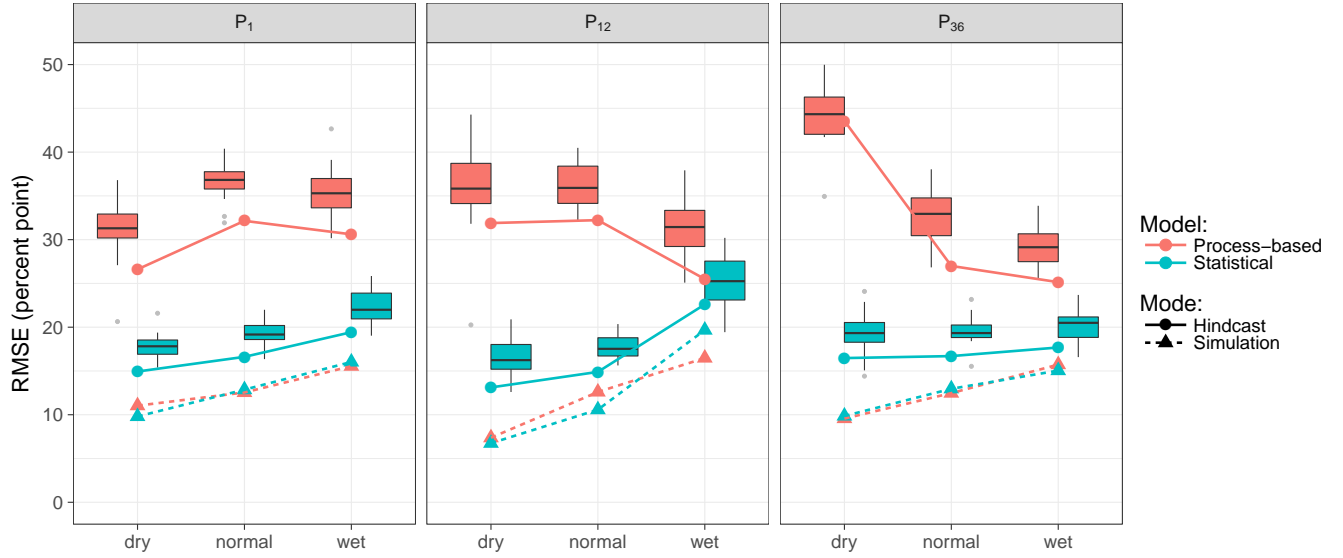 P₁ P₁₂ P₃₆
RMSE (percent point)
50
40
30
20
10
0
dry normal wet dry normal wet dry normal wet
Model:
Process−based
Statistical
Mode:
Hindcast
Simulation